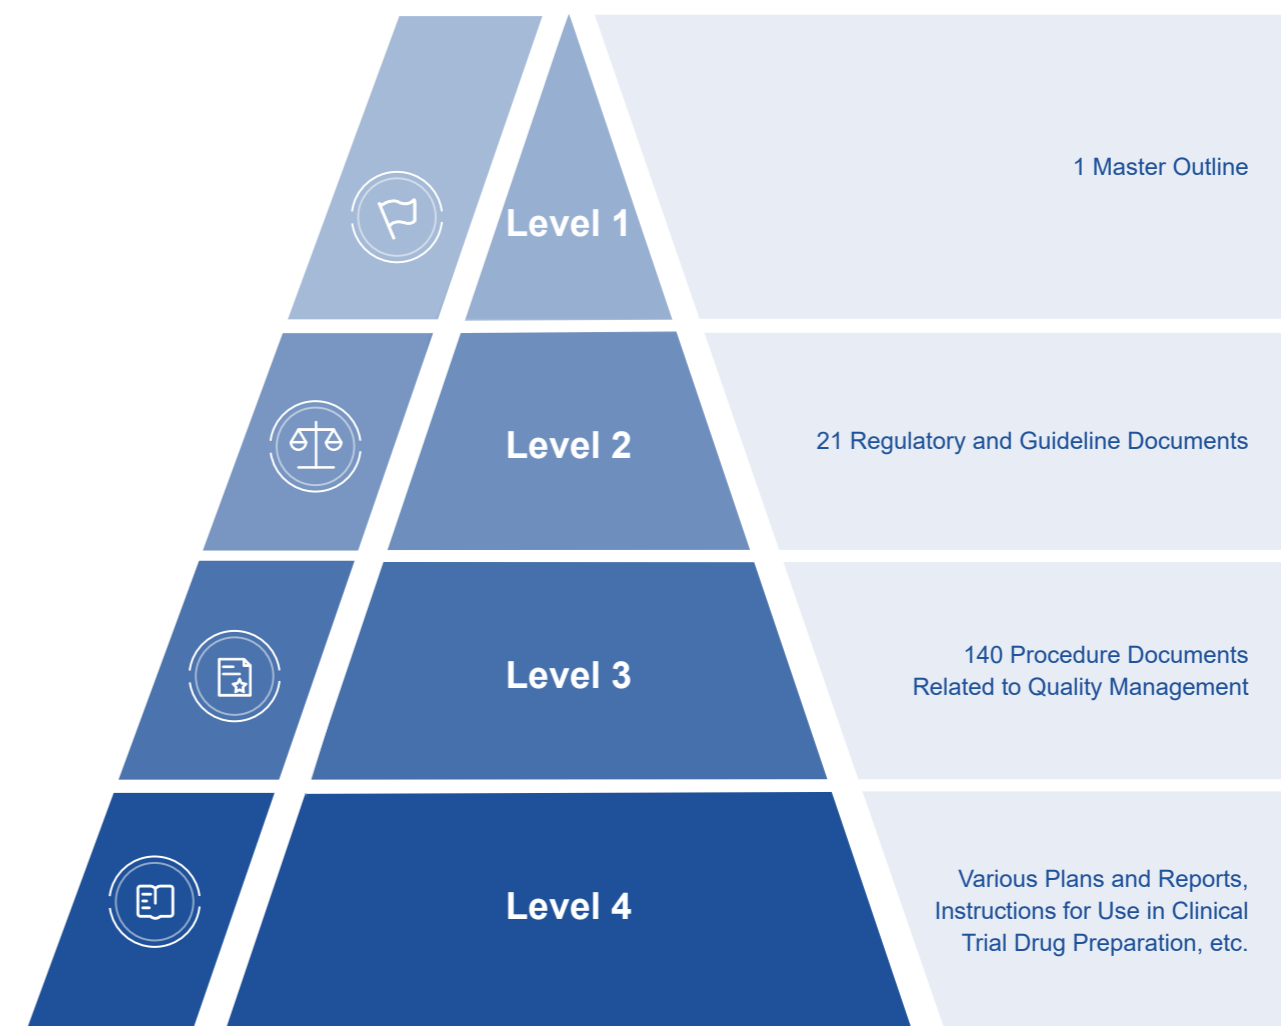 Level 1
1 Master Outline
Level 2
21 Regulatory and Guideline Documents
Level 3
140 Procedure Documents
Related to Quality Management
Level 4
Various Plans and Reports,
Instructions for Use in Clinical
Trial Drug Preparation, etc.